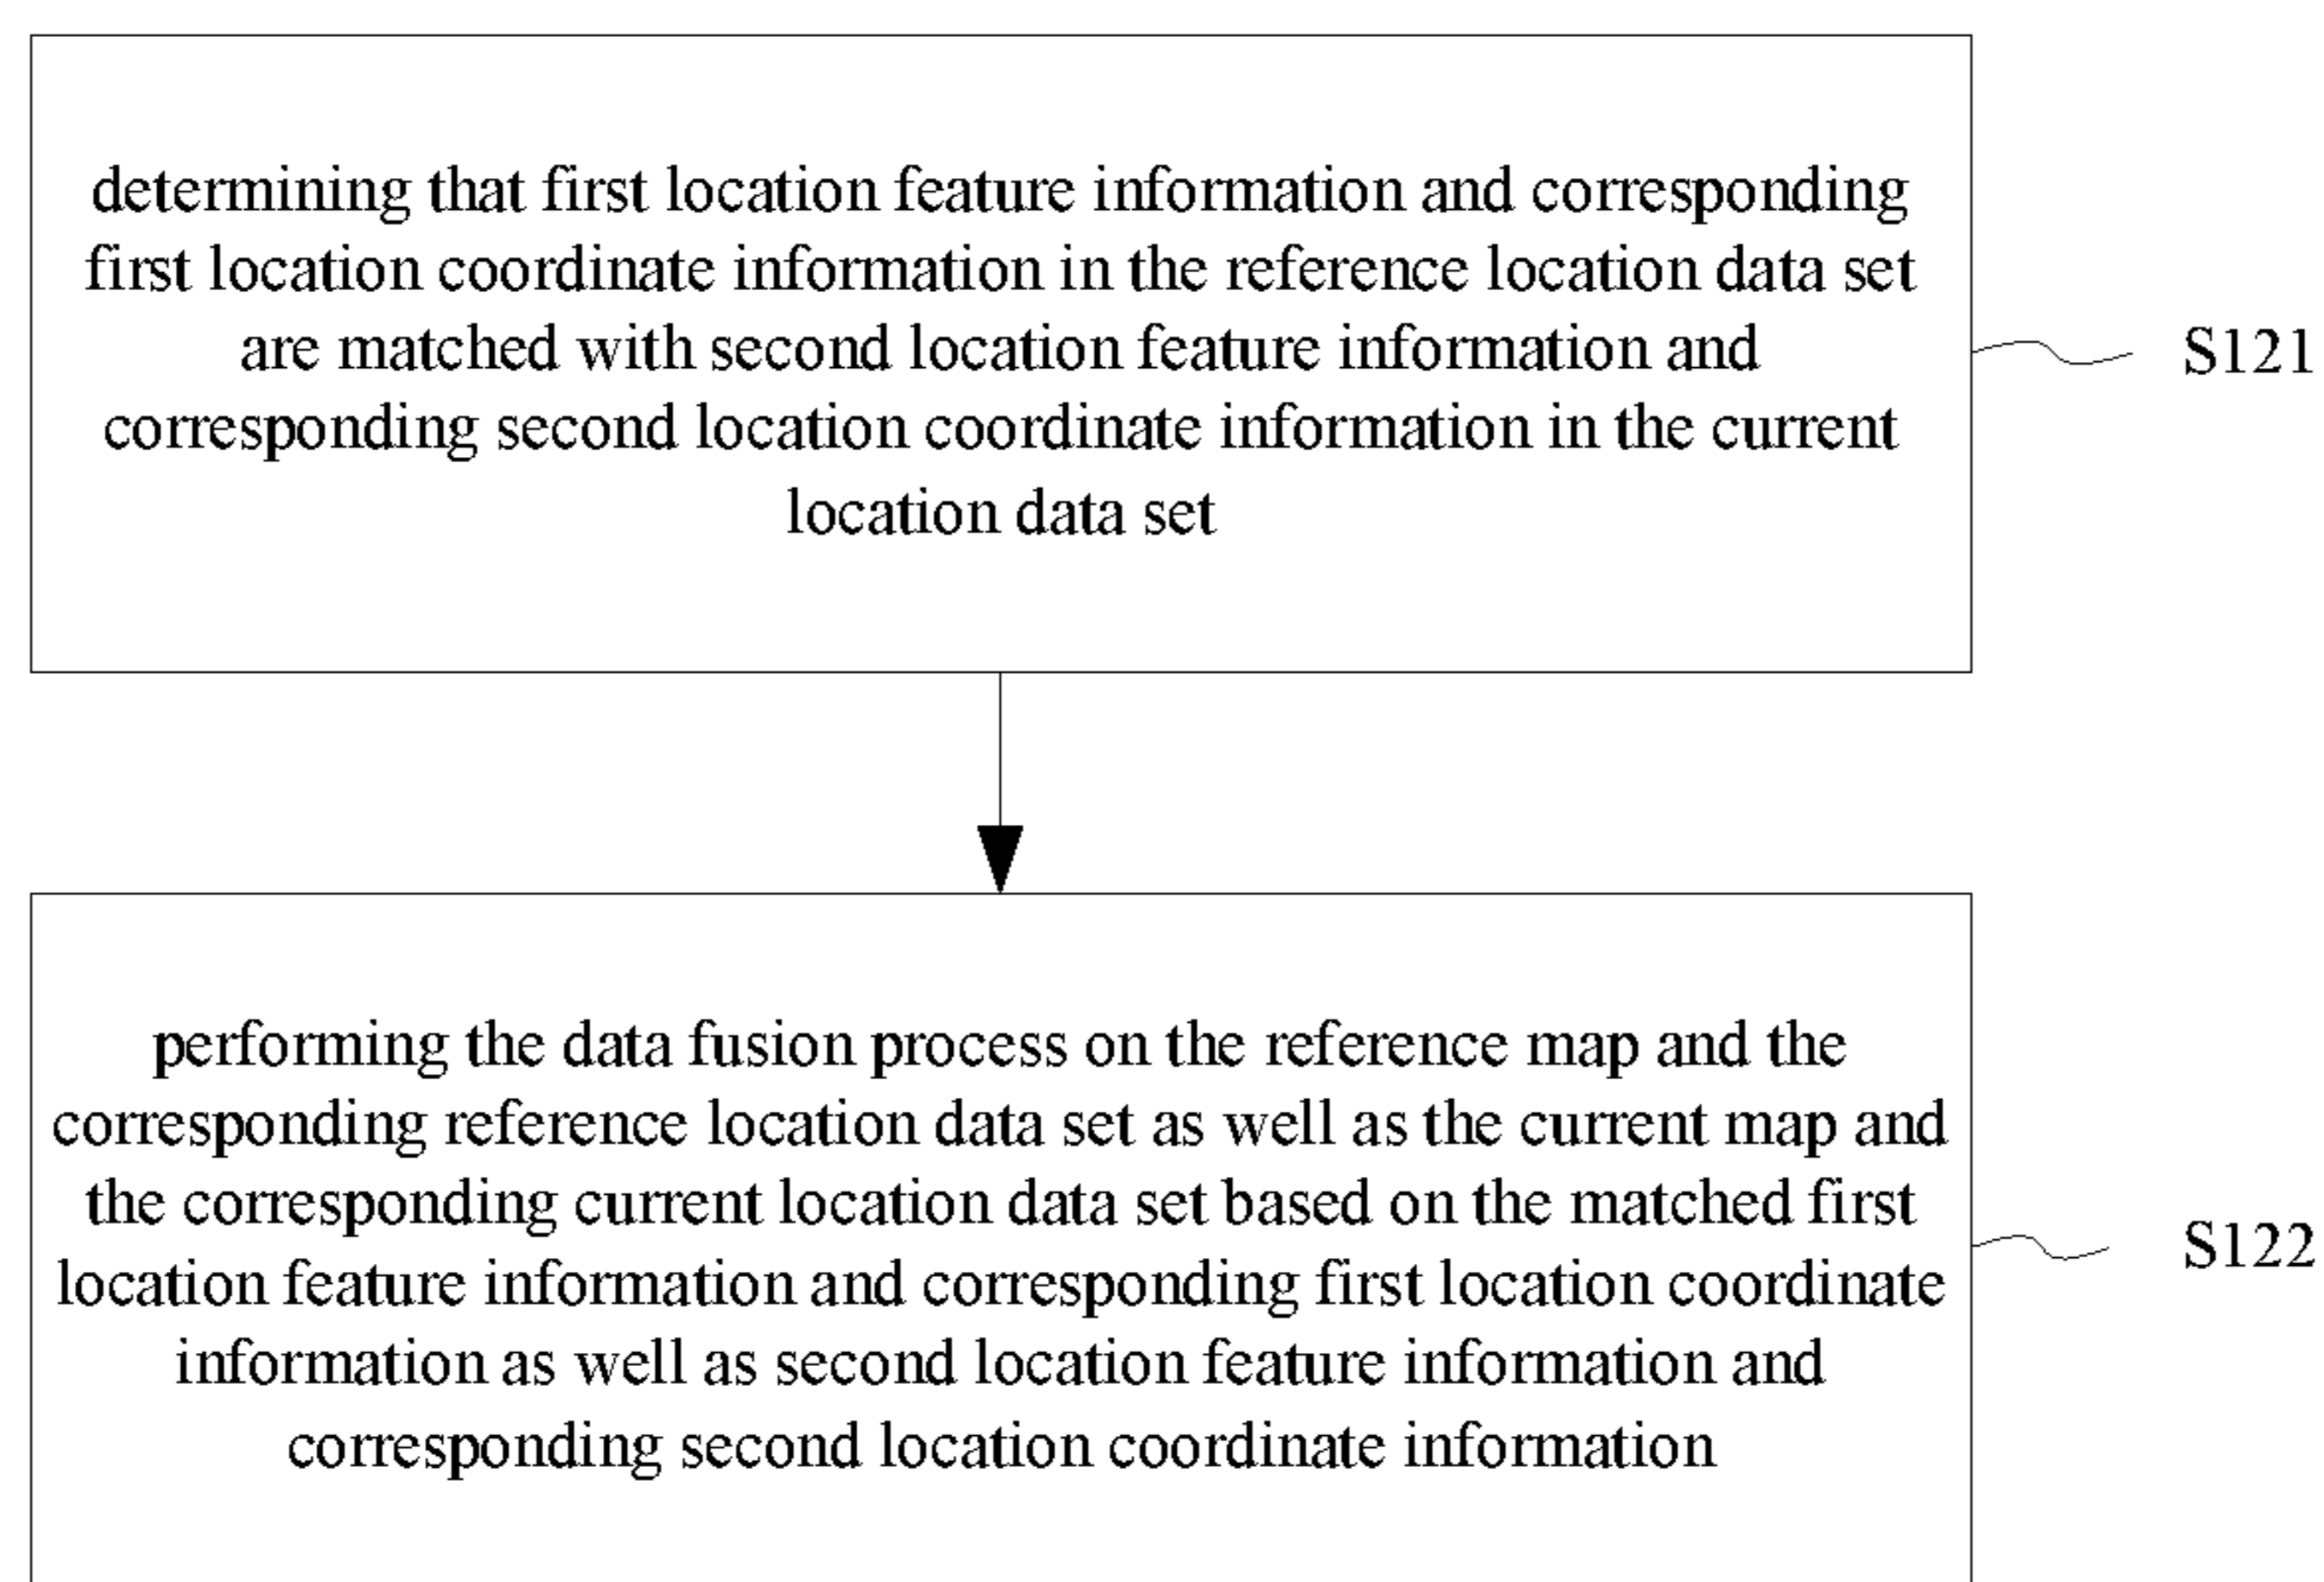 determining that first location feature information and corresponding
first location coordinate information in the reference location data set
are matched with second location feature information and
corresponding second location coordinate information in the current
location data set
S121
performing the data fusion process on the reference map and the
corresponding reference location data set as well as the current map and
the corresponding current location data set based on the matched first
location feature information and corresponding first location coordinate
information as well as second location feature information and
corresponding second location coordinate information
S122